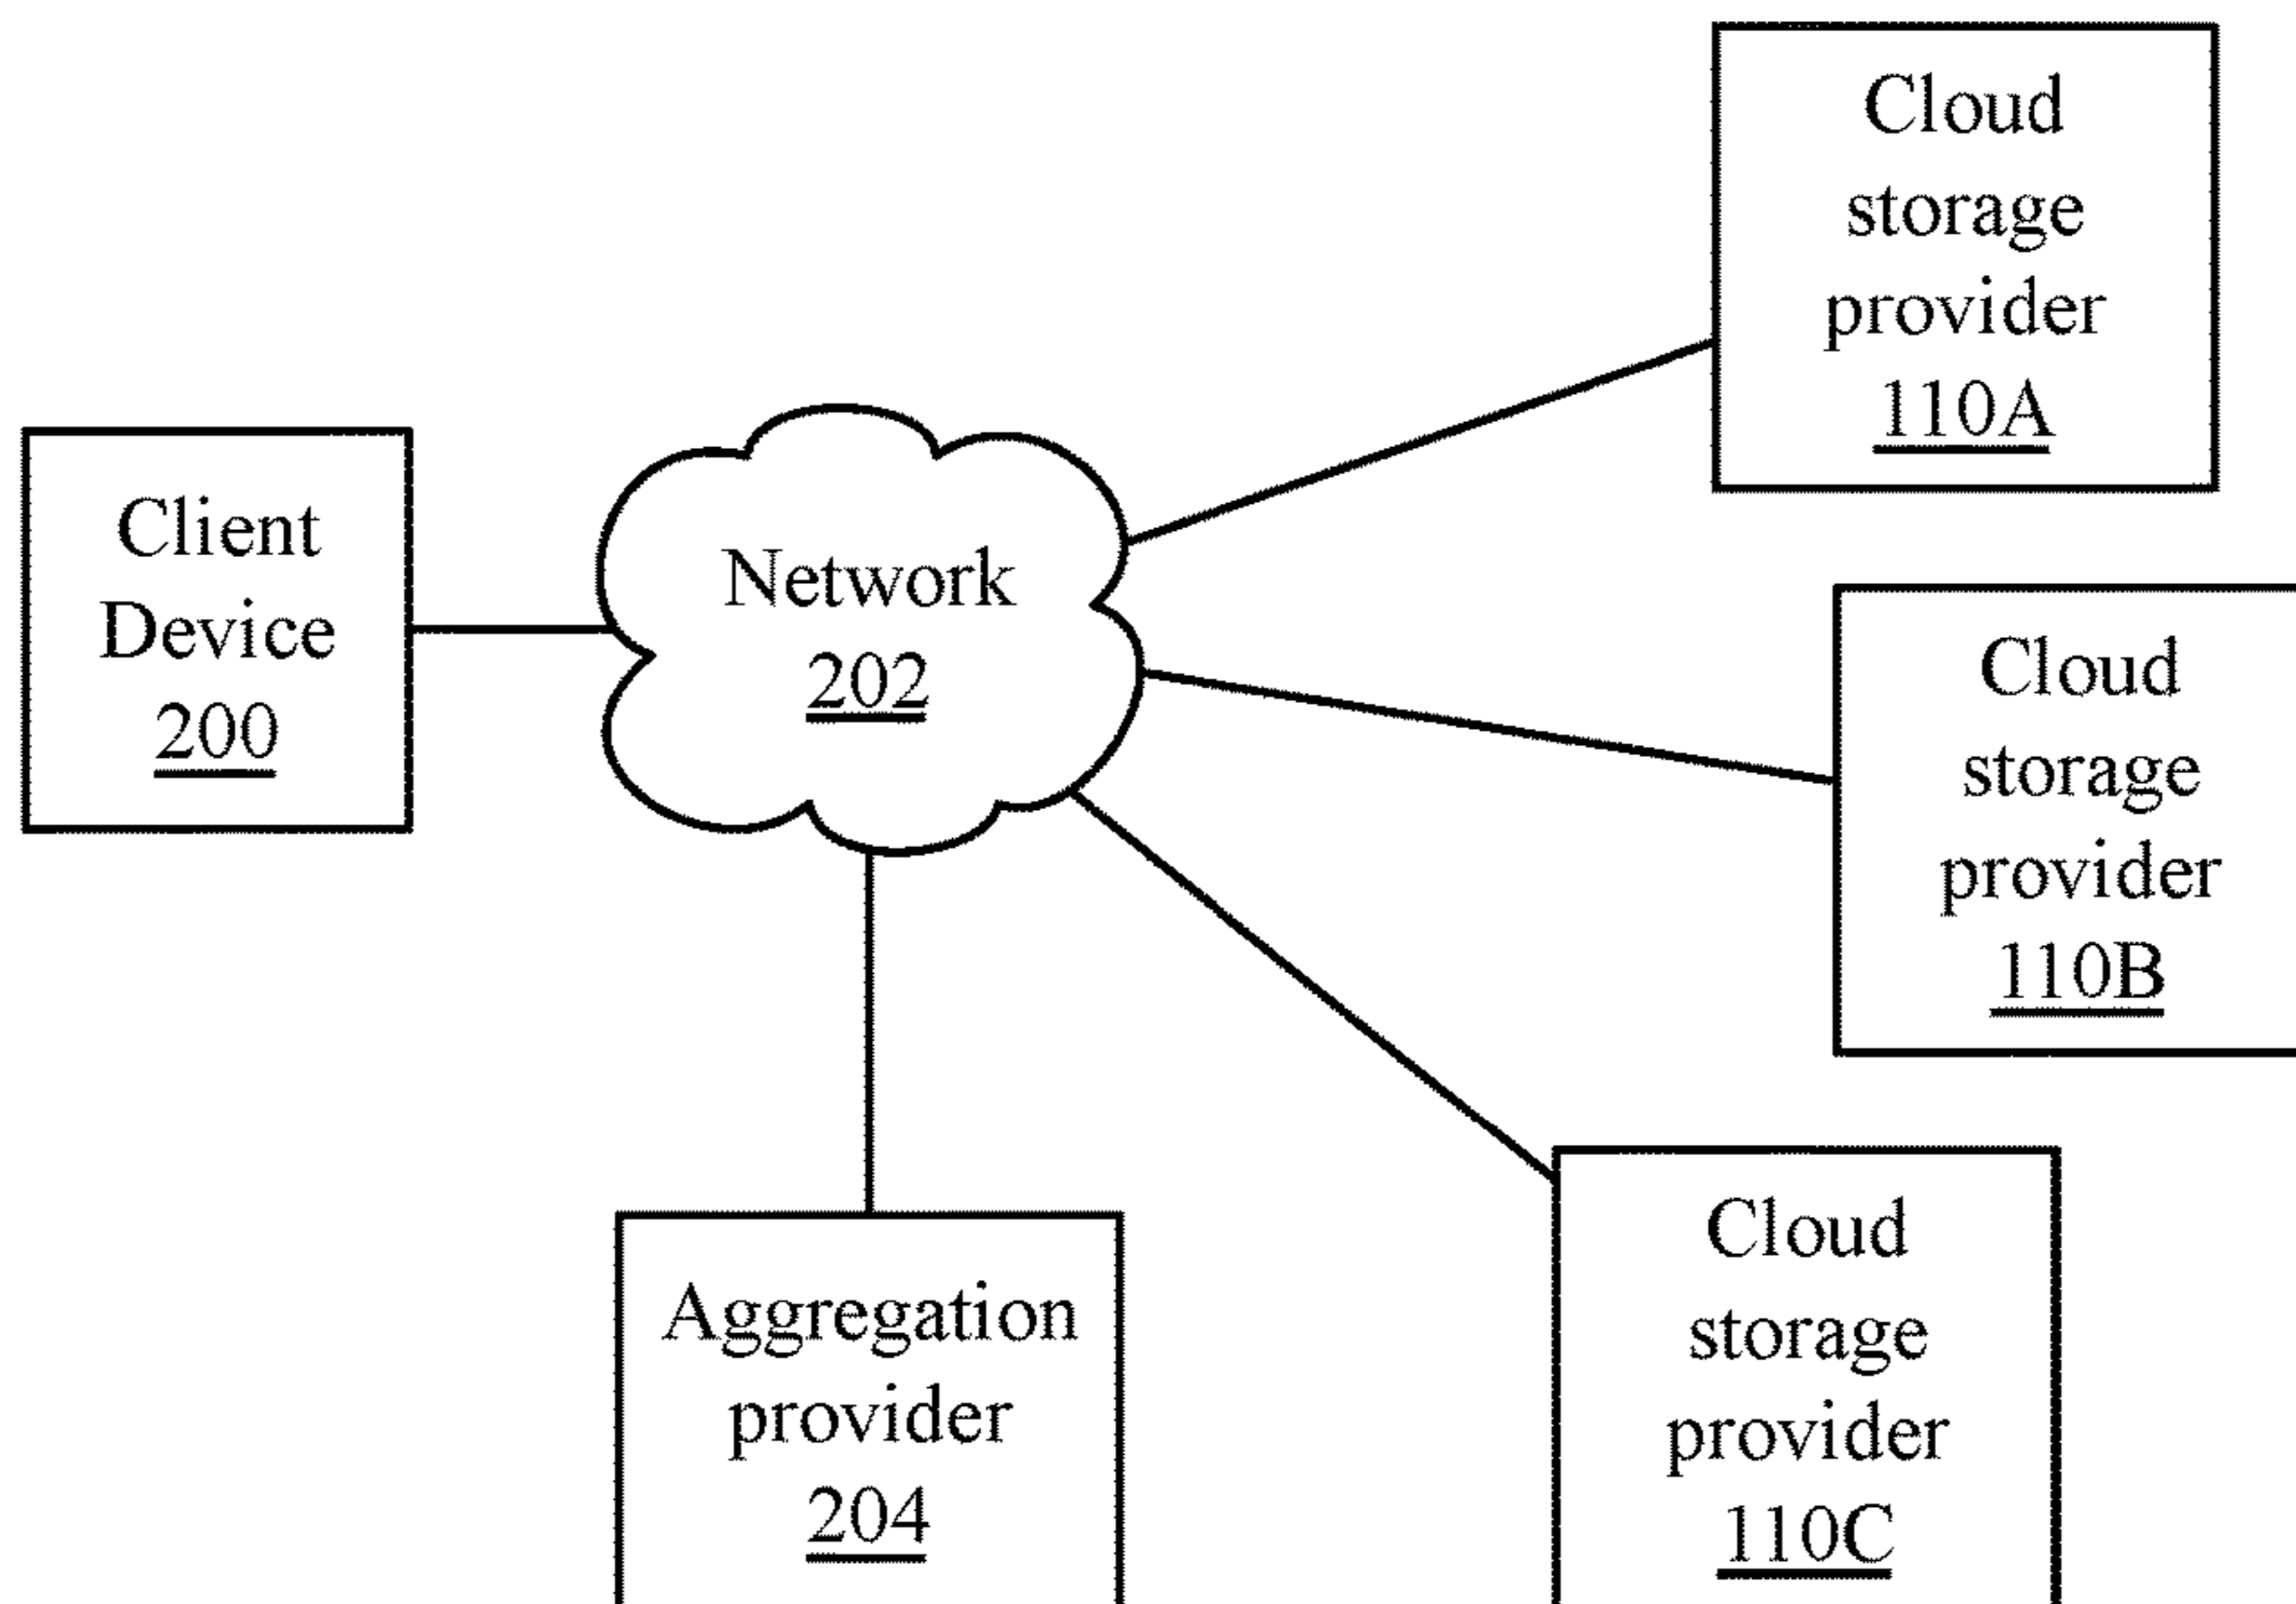 Cloud
storage
provider
110A
Client
Device
200
Network
202
Cloud
storage
provider
110B
Aggregation
provider
204
Cloud
storage
provider
110C